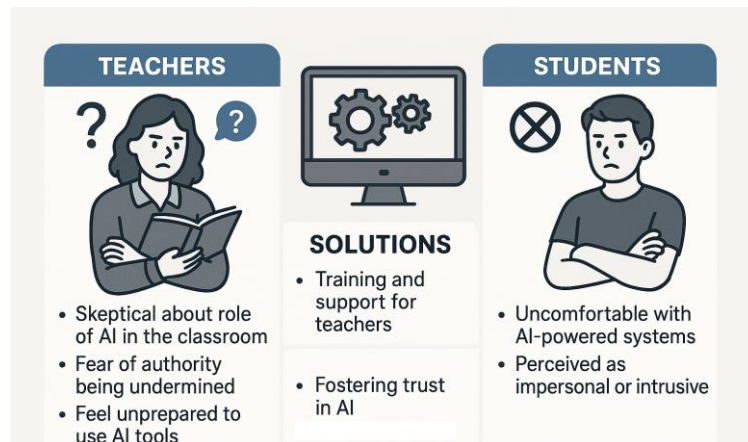 TEACHERS
?
?
• Skeptical about role
of AI in the classroom
• Fear of authority
being undermined
• Feel unprepared to
use AI tools
SOLUTIONS
• Training and
support for
teachers
• Fostering trust
in AI
STUDENTS
• Uncomfortable with
AI-powered systems
• Perceived as
impersonal or intrusive